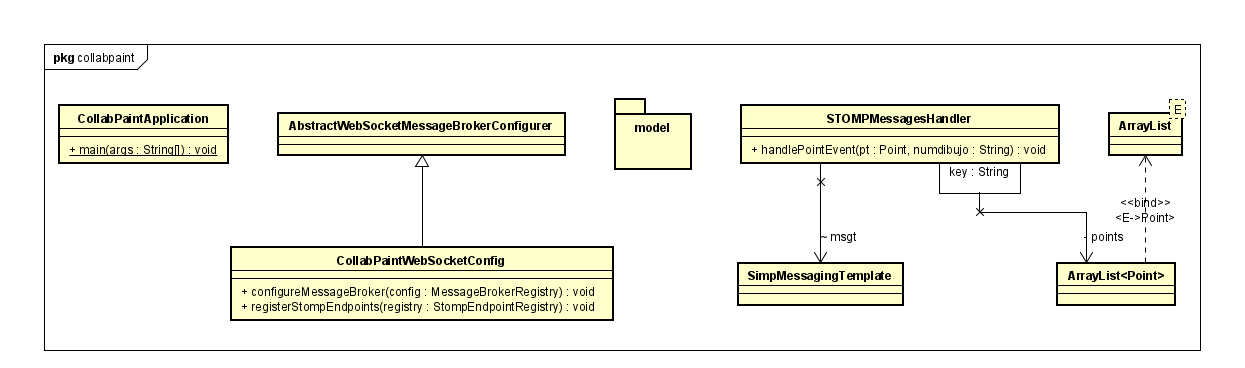 pkg collabpaint
CollabPaintApplication
+ main(args : String[]) : void
AbstractWebSocketMessageBrokerConfigurer
model
STOMPMessagesHandler
+ handlePointEvent(pt : Point, numdibujo : String) : void
key : String
E
ArrayList
<<bind>>
<E->Point>
~ msgt
- points
CollabPaintWebSocketConfig
+ configureMessageBroker(config : MessageBrokerRegistry) : void
+ registerStompEndpoints(registry : StompEndpointRegistry) : void
SimpMessagingTemplate
ArrayList<Point>